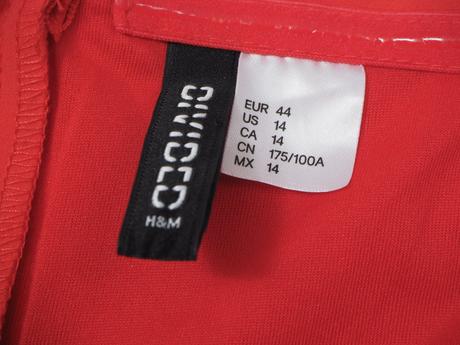 DIVIDED
H&M
EUR 44
US 14
CA 14
CN 175/100A
MX 14